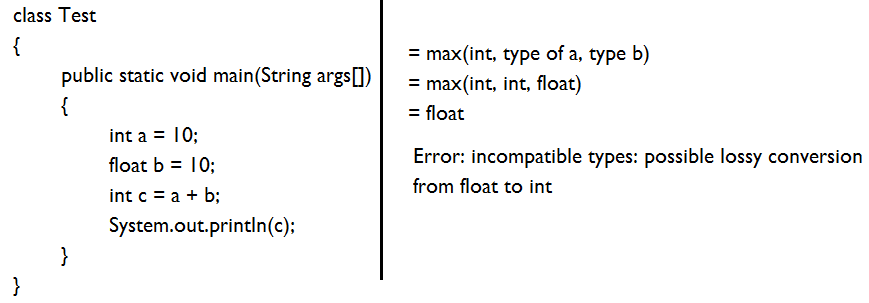 class Test
{
public static void main(String args[])
{
int a = 10;
float b = 10;
int c = a + b;
System.out.println(c);
}
}
= max(int, type of a, type b)
= max(int, int, float)
= float
Error: incompatible types: possible lossy conversion
from float to int